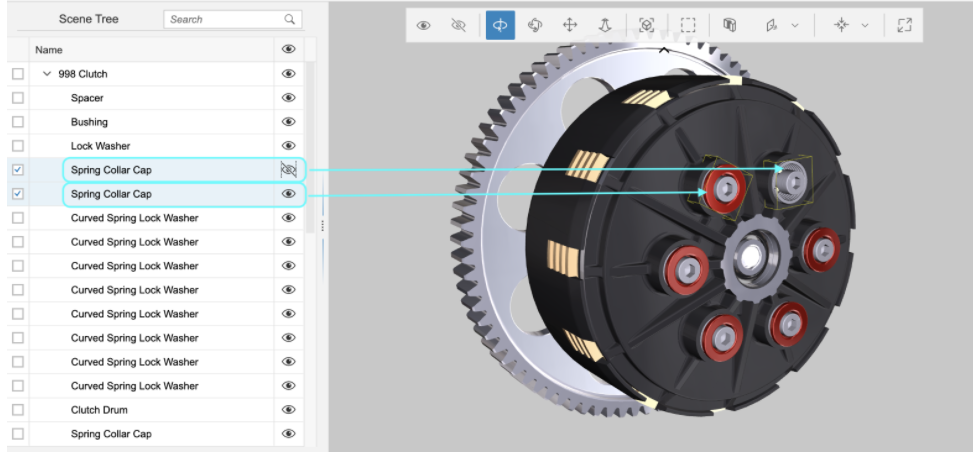 Scene Tree
Search
Name
998 Clutch
Spacer
Bushing
Lock Washer
Spring Collar Cap
Spring Collar Cap
Curved Spring Lock Washer
Curved Spring Lock Washer
Curved Spring Lock Washer
Curved Spring Lock Washer
Curved Spring Lock Washer
Curved Spring Lock Washer
Curved Spring Lock Washer
Curved Spring Lock Washer
Clutch Drum
Spring Collar Cap